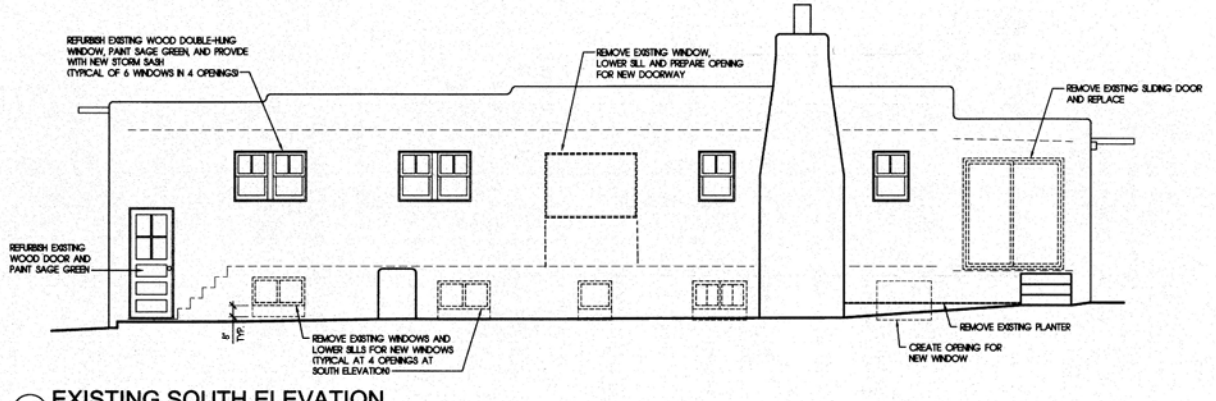 REFURBISH EXISTING WOOD DOUBLE-HUNG
WINDOW, PAINT SAGE GREEN, AND PROVIDE
WITH NEW STORM SASH
(TYPICAL OF 6 WINDOWS IN 4 OPENINGS)
REMOVE EXISTING WINDOW,
LOWER SILL AND PREPARE OPENING
FOR NEW DOORWAY
REMOVE EXISTING SLIDING DOOR
AND REPLACE
REFURBISH EXISTING
WOOD DOOR AND
PAINT SAGE GREEN
TYP.
REMOVE EXISTING WINDOWS AND
LOWER SILLS FOR NEW WINDOWS
(TYPICAL AT 4 OPENINGS AT
SOUTH ELEVATION)
REMOVE EXISTING PLANTER
CREATE OPENING FOR
NEW WINDOW
EXISTING SOUTH ELEVATION